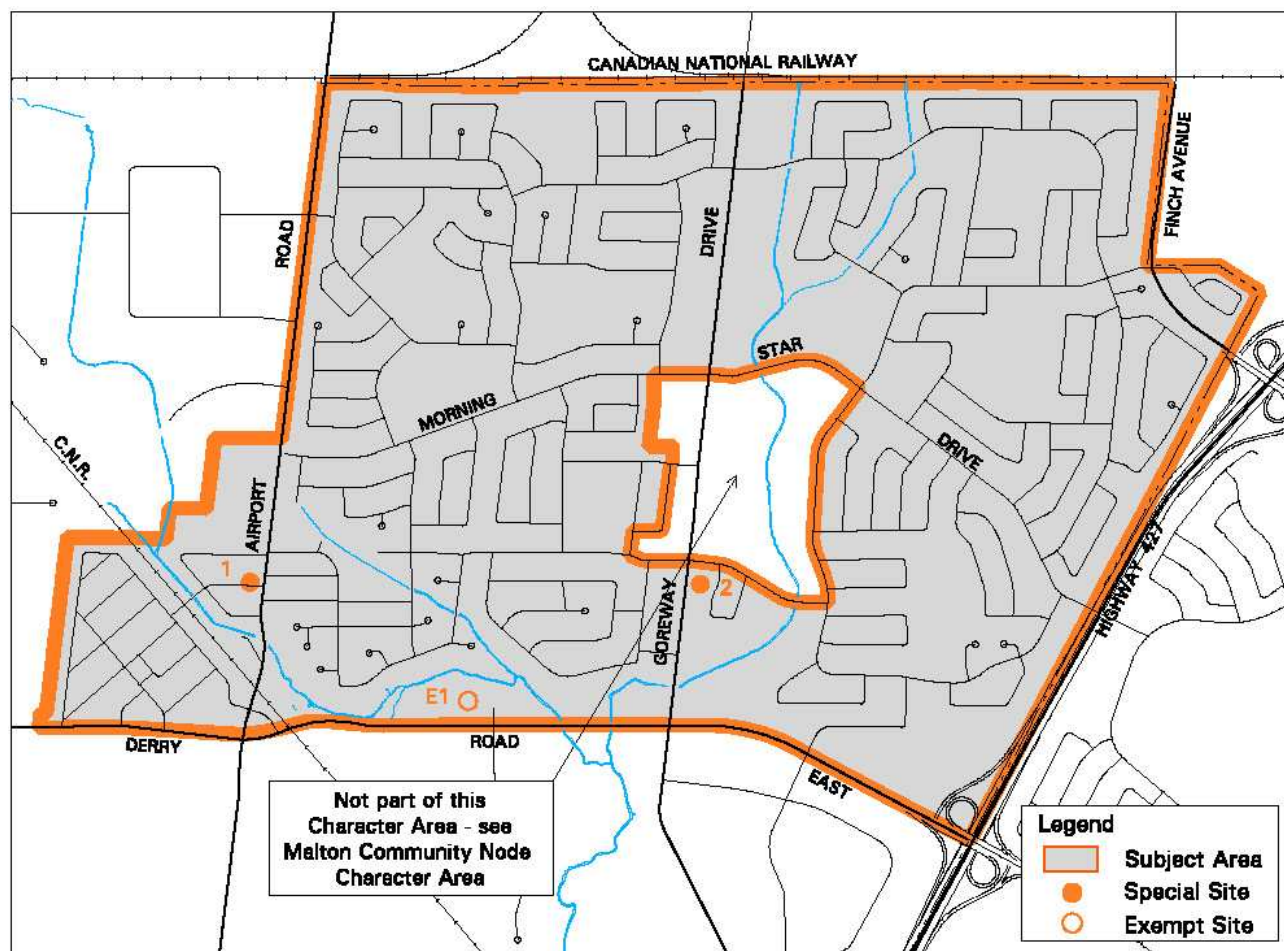 CANADIAN NATIONAL RAILWAY
FINCH AVENUE
ROAD
DRIVE
STAR
MORNING
DRIVE
C.N.R.
AIRPORT
HIGHWAY 427
1
2
GOREWAY
E1
DERRY
ROAD
EAST
Not part of this
Character Area - see
Malton Community Node
Character Area
Legend
Subject Area
Special Site
Exempt Site